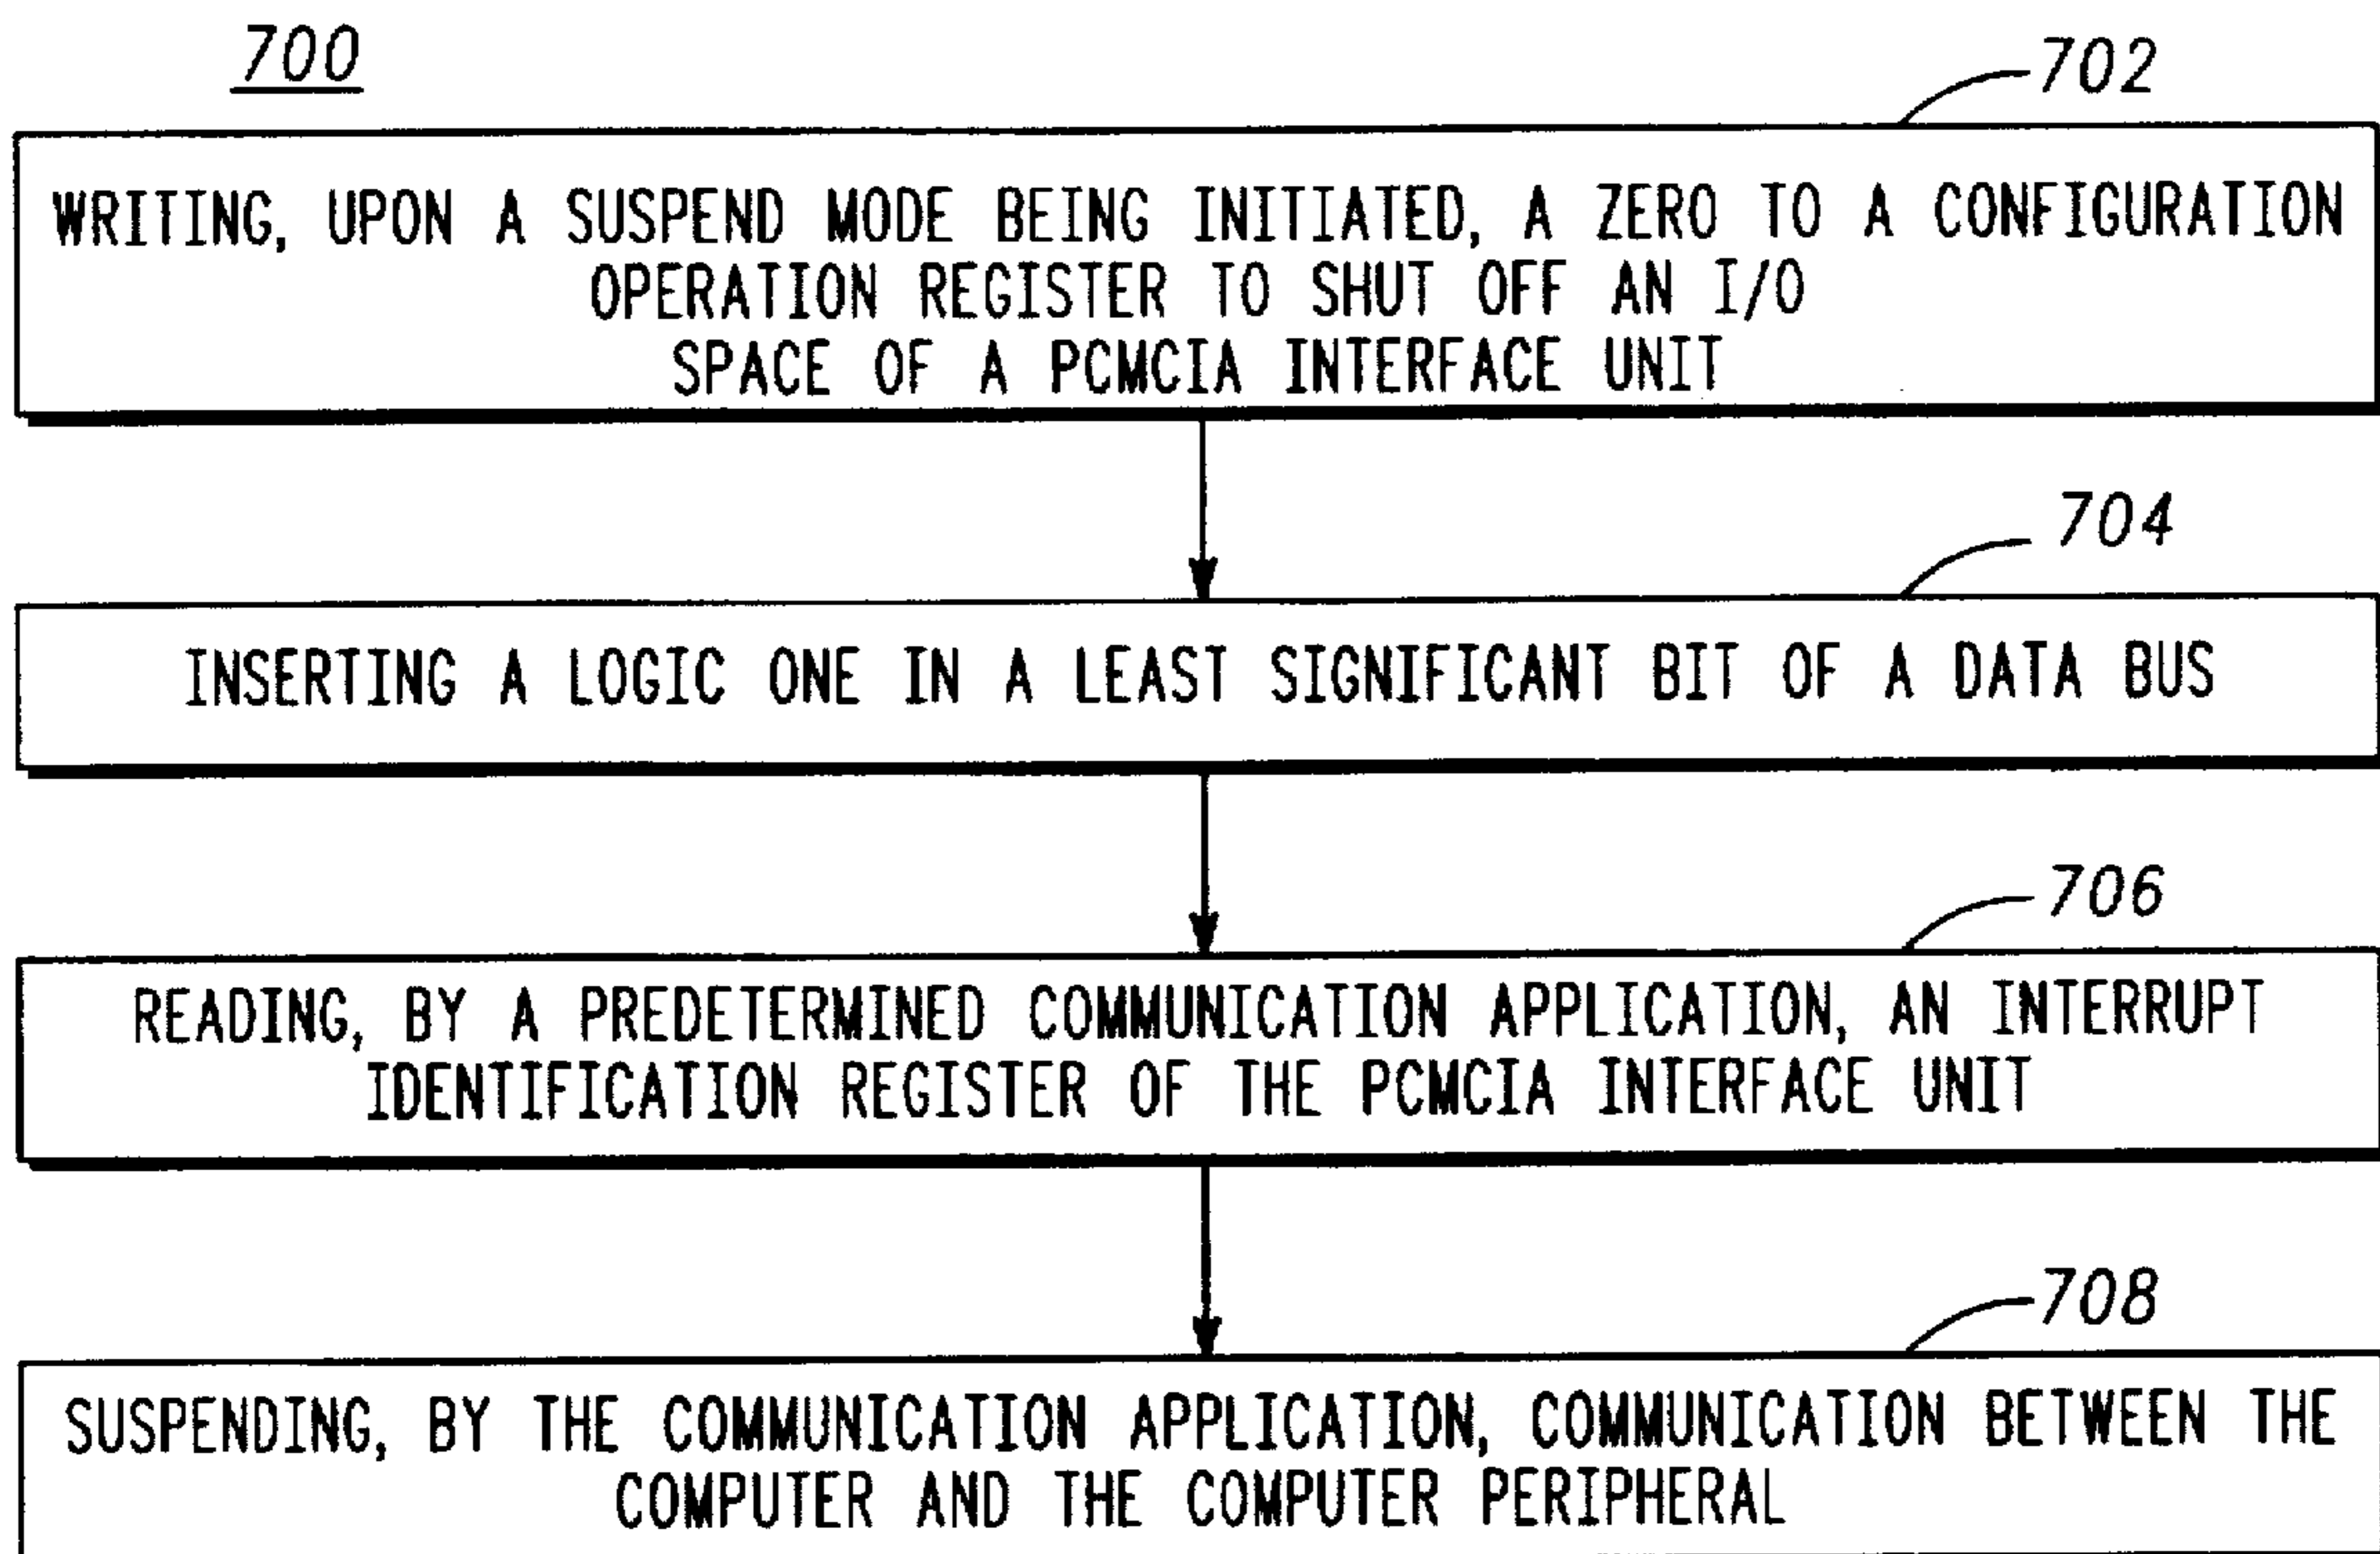 700
702
WRITING, UPON A SUSPEND MODE BEING INITIATED, A ZERO TO A CONFIGURATION
OPERATION REGISTER TO SHUT OFF AN I/O
SPACE OF A PCMCIA INTERFACE UNIT
704
INSERTING A LOGIC ONE IN A LEAST SIGNIFICANT BIT OF A DATA BUS
706
READING, BY A PREDETERMINED COMMUNICATION APPLICATION, AN INTERRUPT
IDENTIFICATION REGISTER OF THE PCMCIA INTERFACE UNIT
708
SUSPENDING, BY THE COMMUNICATION APPLICATION, COMMUNICATION BETWEEN THE
COMPUTER AND THE COMPUTER PERIPHERAL